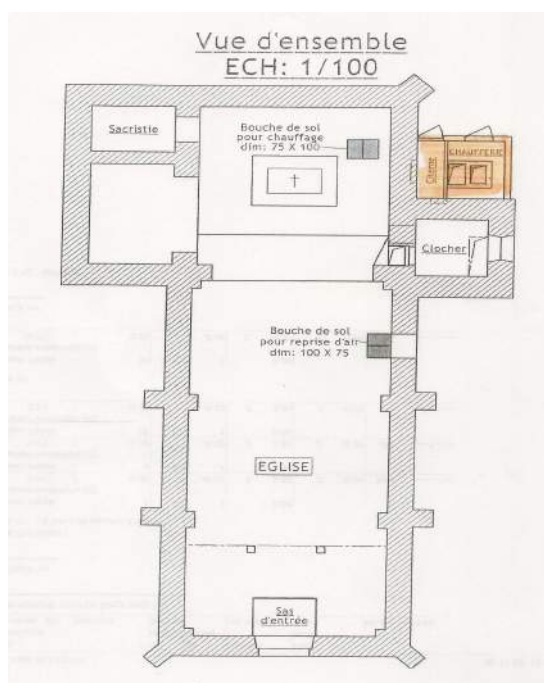 Vue d'ensemble
ECH: 1/100
Sacristie
Bouche de sol
pour chauffage
dim: 75 X 100
Citerne
CHAUFFERIE
Clocher
Bouche de sol
pour reprise d'air
dim: 100 X 75
EGLISE
Sas
d'entrée